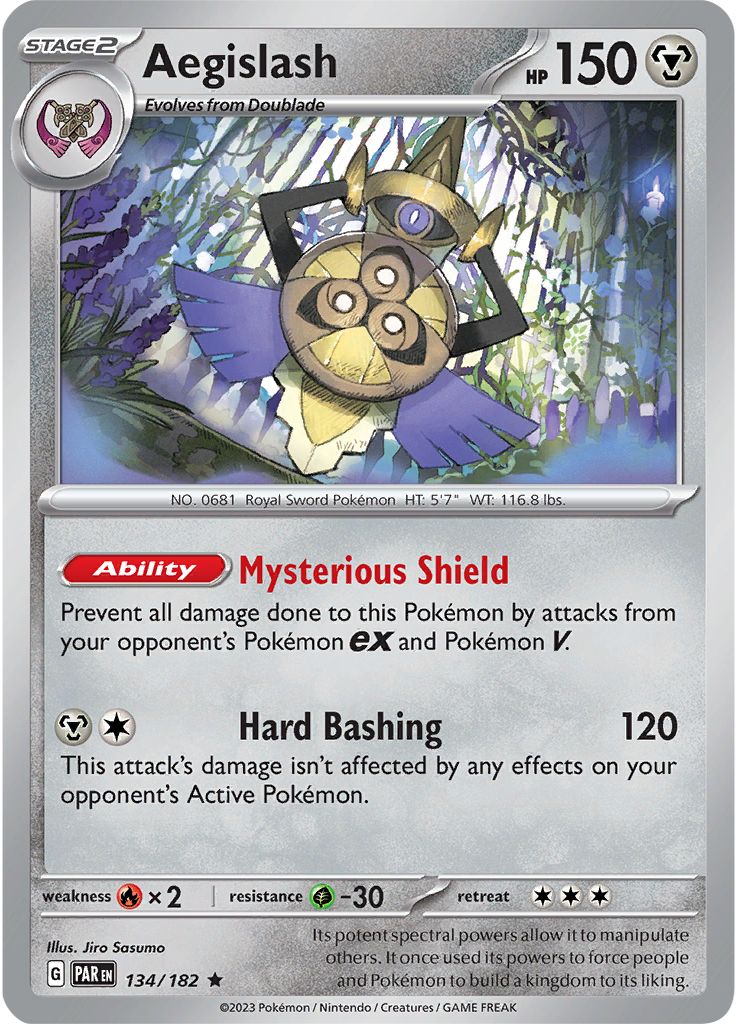 STAGE2
Aegislash
HP 150
Evolves from Doublade
NO. 0681 Royal Sword Pokémon HT: 5'7" WT: 116.8 lbs.
Ability Mysterious Shield
Prevent all damage done to this Pokémon by attacks from
your opponent's Pokémon ex and Pokémon V.
Hard Bashing 120
This attack's damage isn't affected by any effects on your
opponent's Active Pokémon.
weakness ×2 resistance -30 retreat
Illus. Jiro Sasumo
G PAR EN 134/182
Its potent spectral powers allow it to manipulate
others. It once used its powers to force people
and Pokémon to build a kingdom to its liking.
©2023 Pokémon / Nintendo / Creatures / GAME FREAK